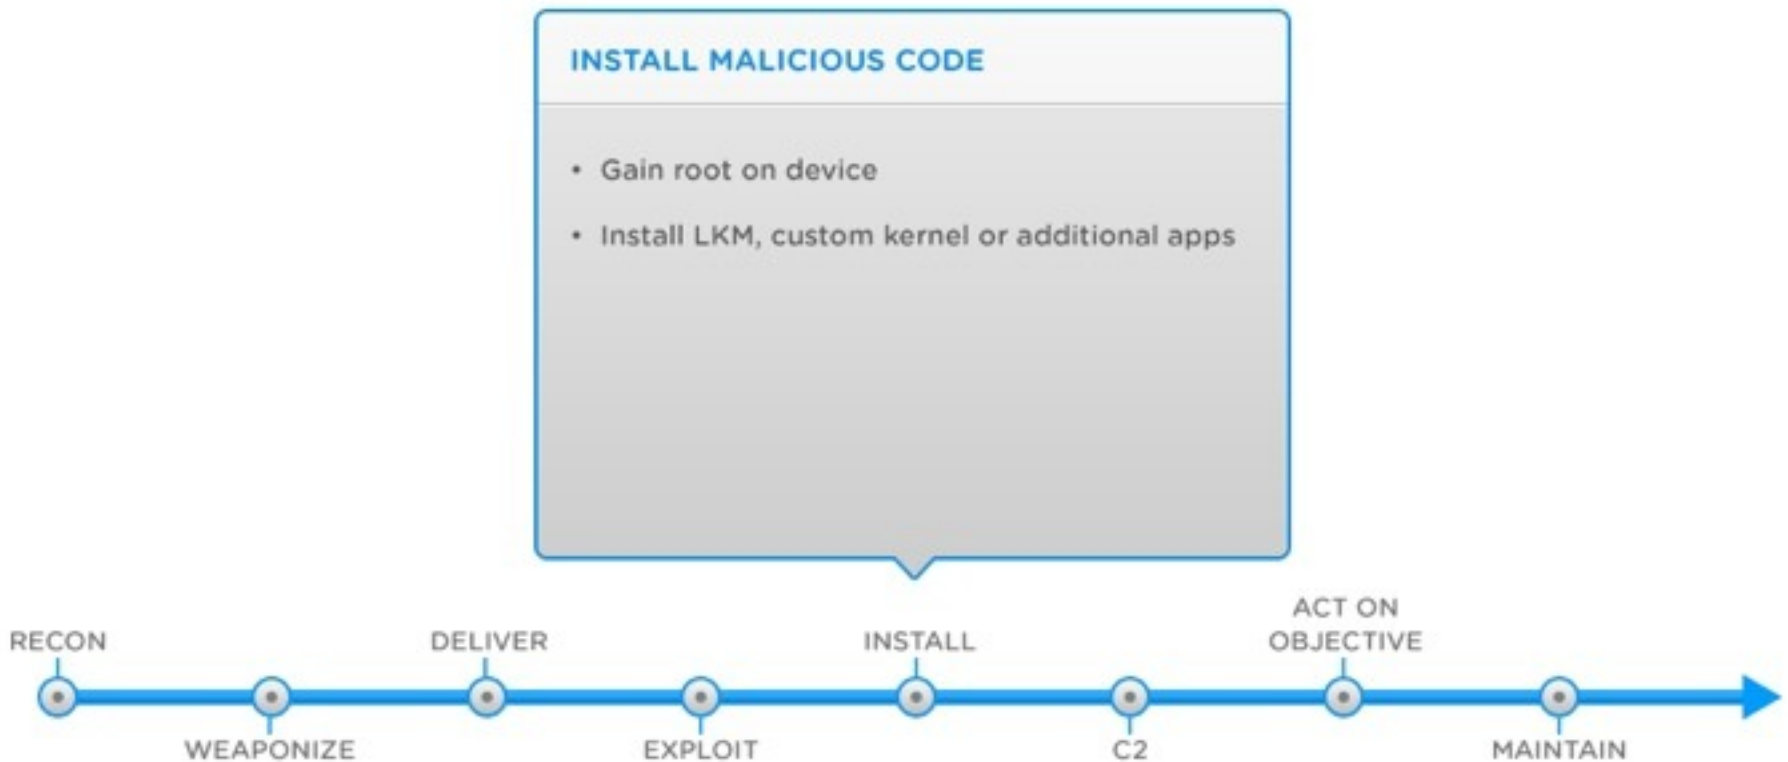 INSTALL MALICIOUS CODE
• Gain root on device
• Install LKM, custom kernel or additional apps
RECON
WEAPONIZE
DELIVER
EXPLOIT
INSTALL
C2
ACT ON
OBJECTIVE
MAINTAIN